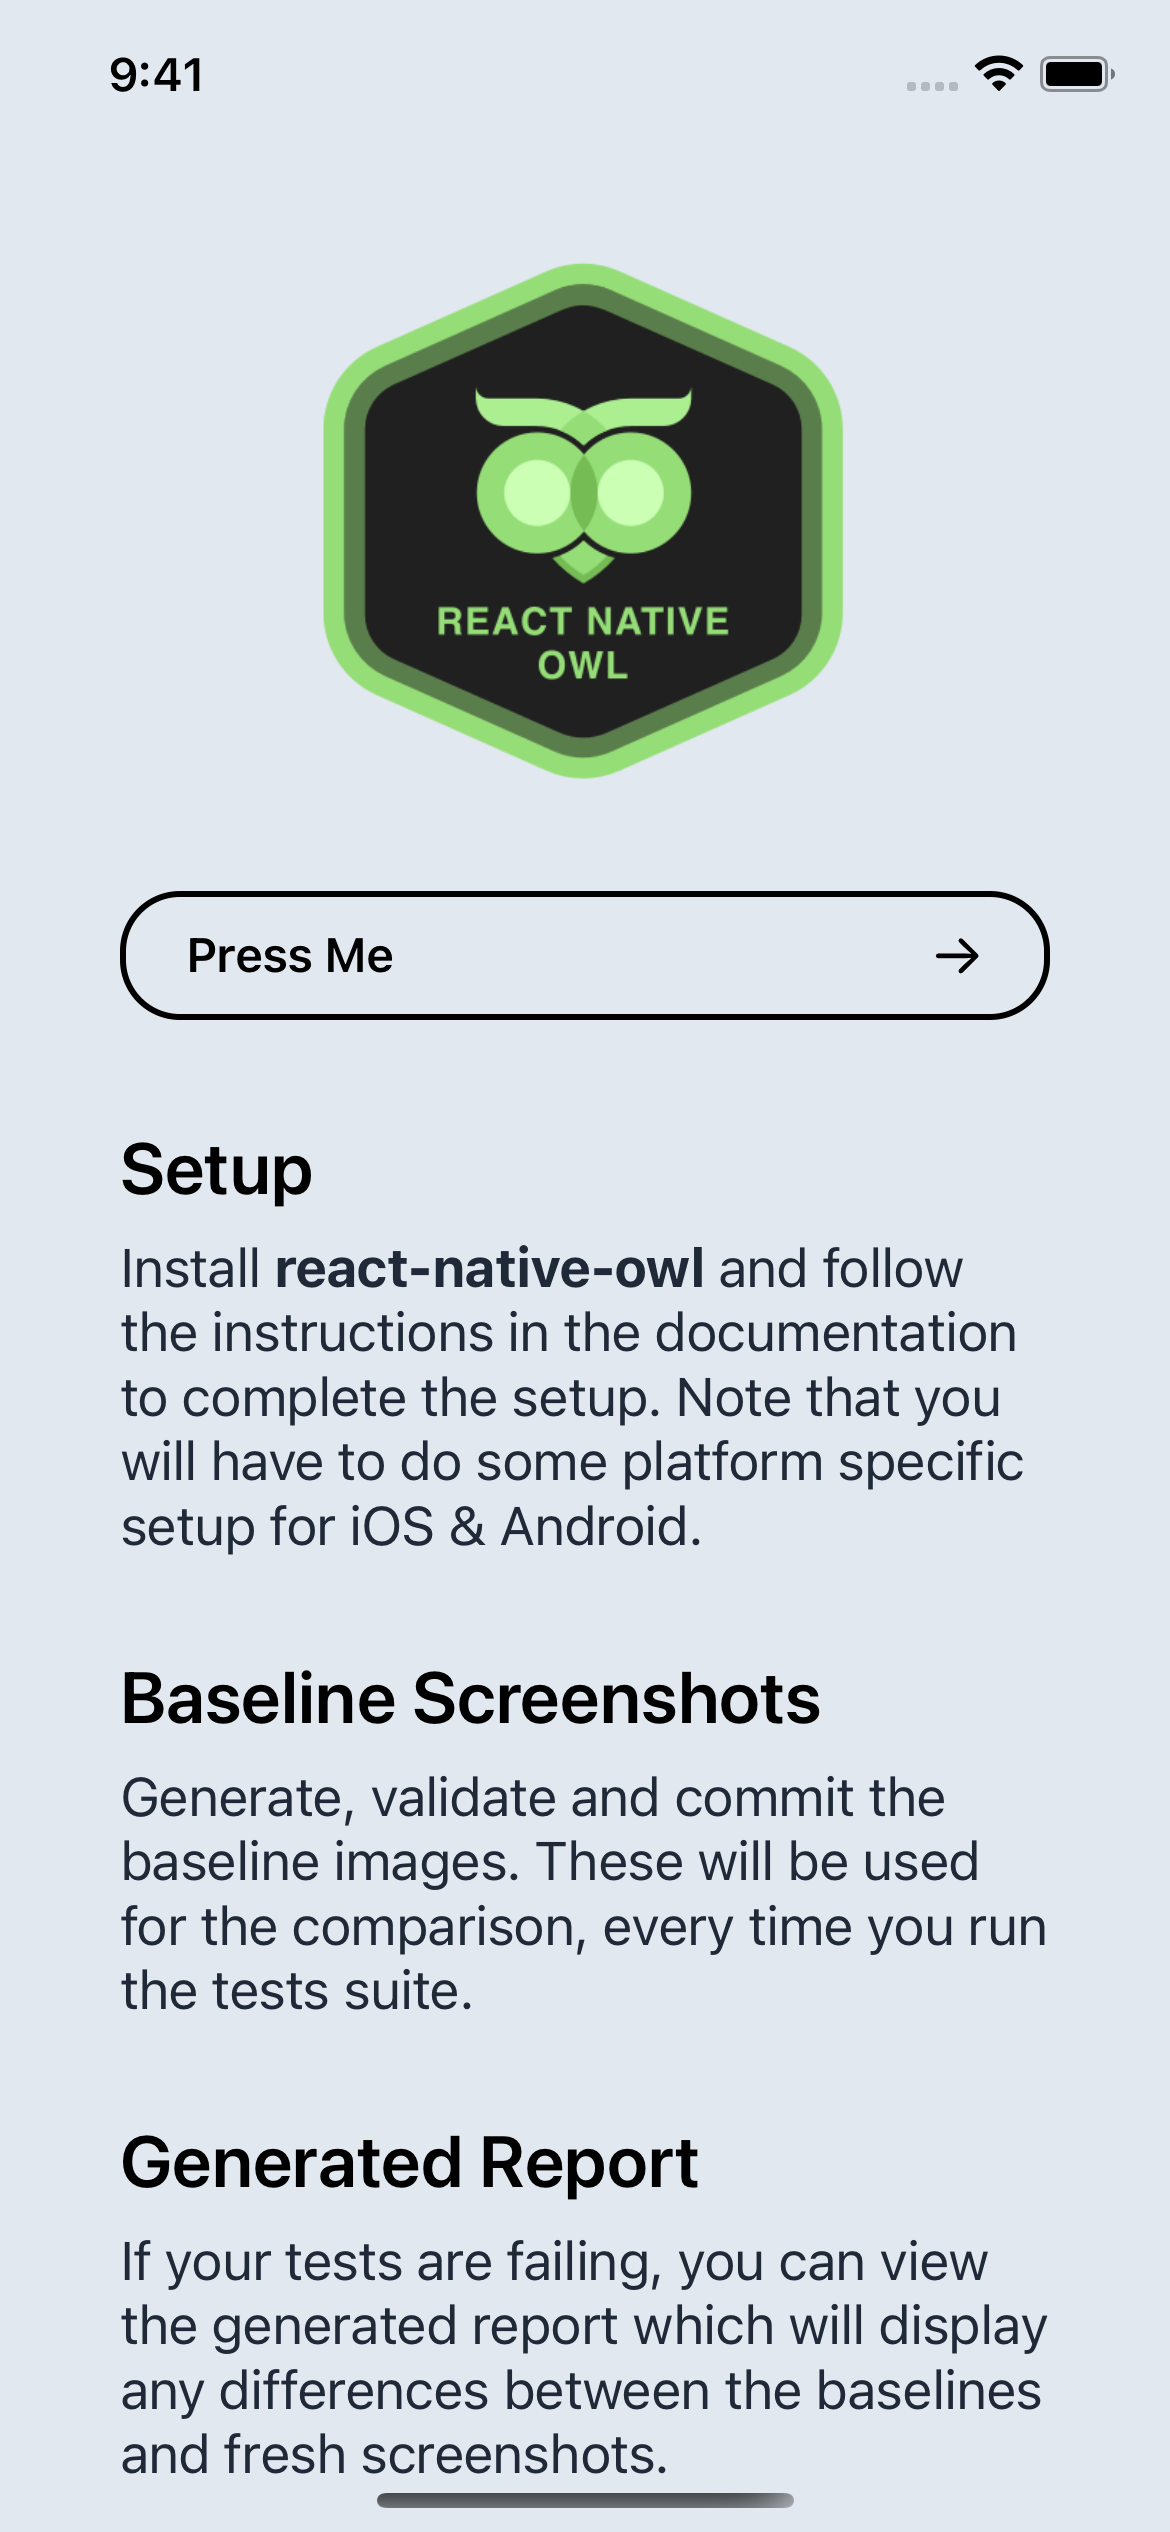 9:41
REACT NATIVE
OWL
Press Me
Setup
Install react-native-owl and follow
the instructions in the documentation
to complete the setup. Note that you
will have to do some platform specific
setup for iOS & Android.
Baseline Screenshots
Generate, validate and commit the
baseline images. These will be used
for the comparison, every time you run
the tests suite.
Generated Report
If your tests are failing, you can view
the generated report which will display
any differences between the baselines
and fresh screenshots.